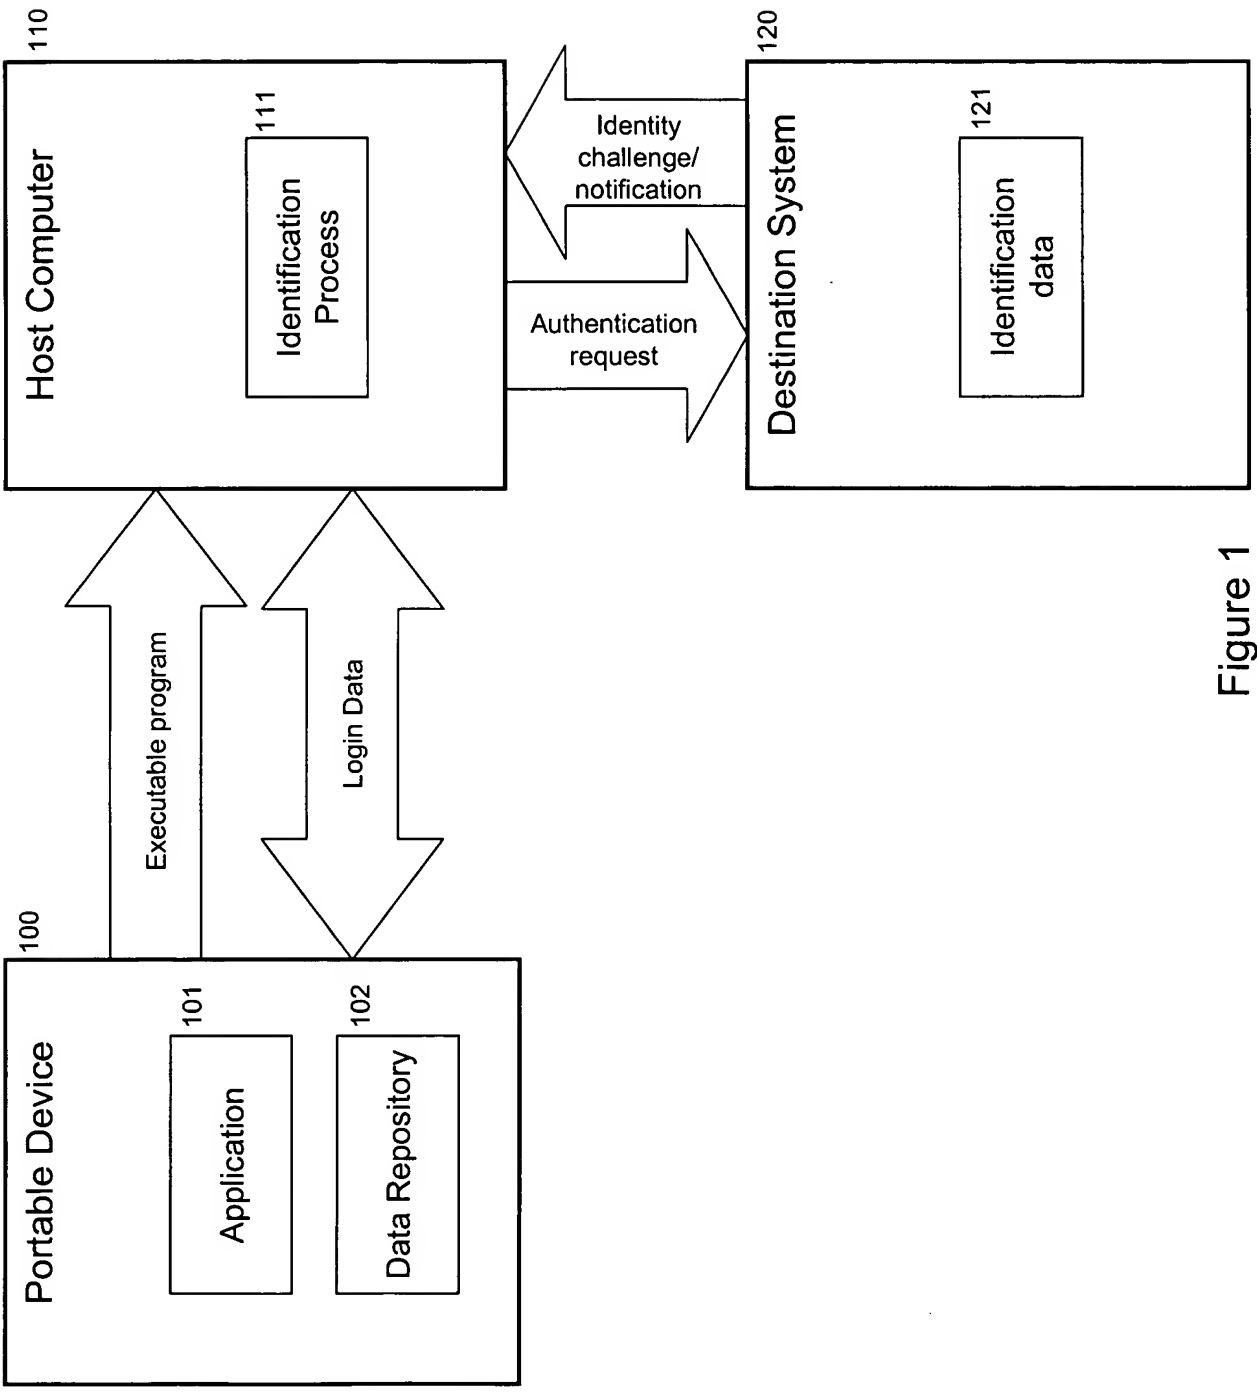 100
Portable Device
101
Application
102
Data Repository
Executable program
Login Data
110
Host Computer
111
Identification
Process
Authentication
request
Identity
challenge/
notification
120
Destination System
121
Identification
data
Figure 1